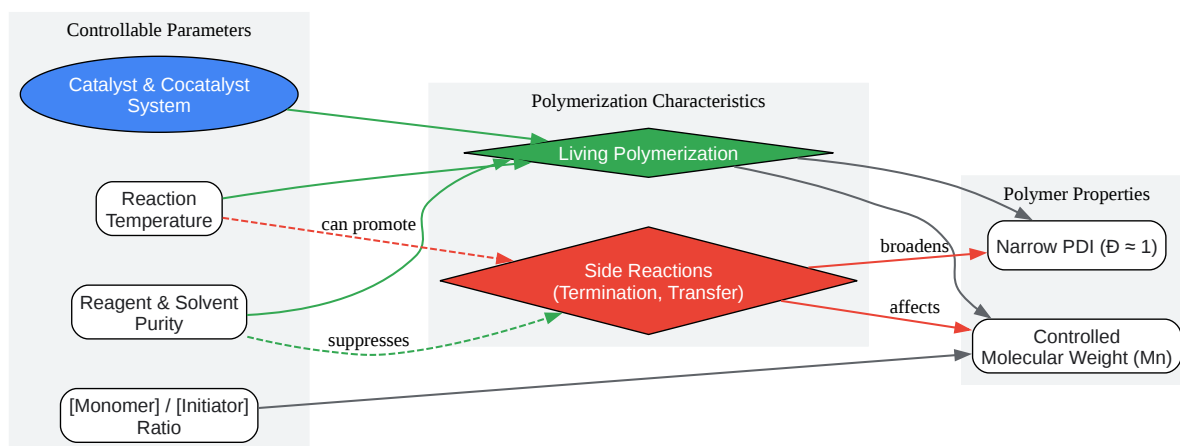 Controllable Parameters
Catalyst & Cocatalyst
System
Reaction
Temperature
Reagent & Solvent
Purity
[Monomer] / [Initiator]
Ratio
can promote
suppresses
Polymerization Characteristics
Living Polymerization
Side Reactions
(Termination, Transfer)
broadens
affects
Polymer Properties
Narrow PDI (Đ ≈ 1)
Controlled
Molecular Weight (Mn)